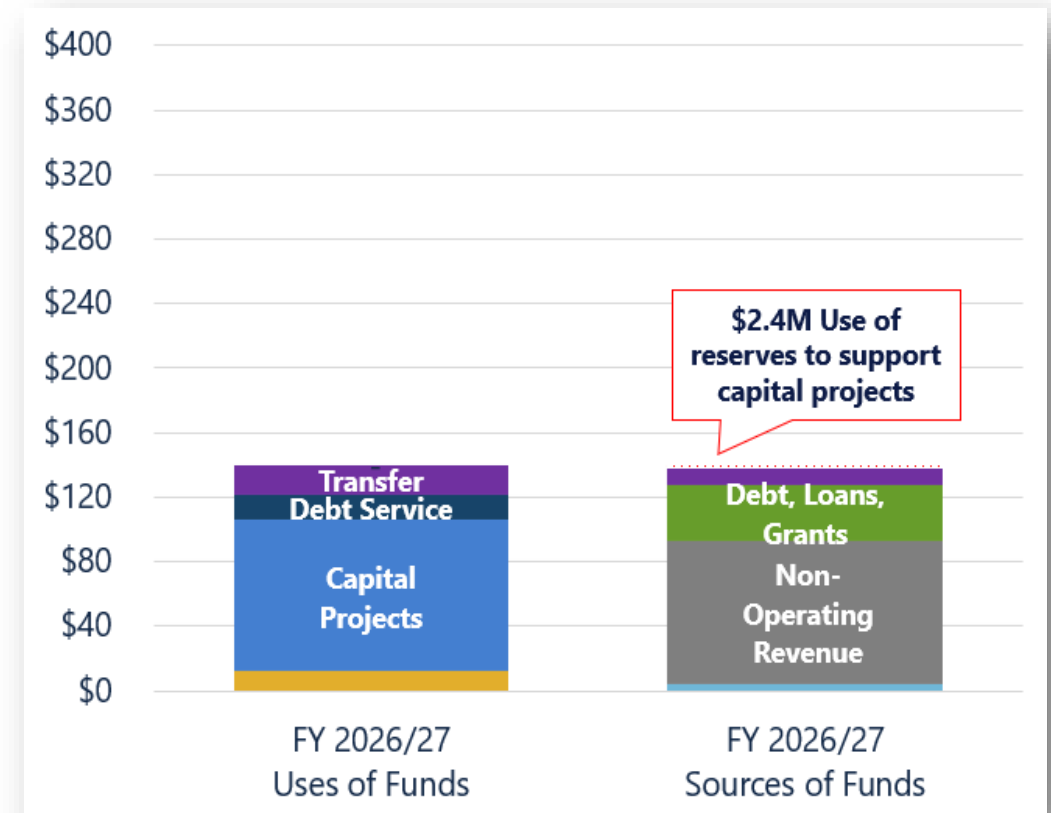 $400
$360
$320
$280
$240
$200
$160
$120
$80
$40
$0
$2.4M Use of
reserves to support
capital projects
Transfer
Debt Service
Capital
Projects
Debt, Loans,
Grants
Non-
Operating
Revenue
FY 2026/27
Uses of Funds
FY 2026/27
Sources of Funds